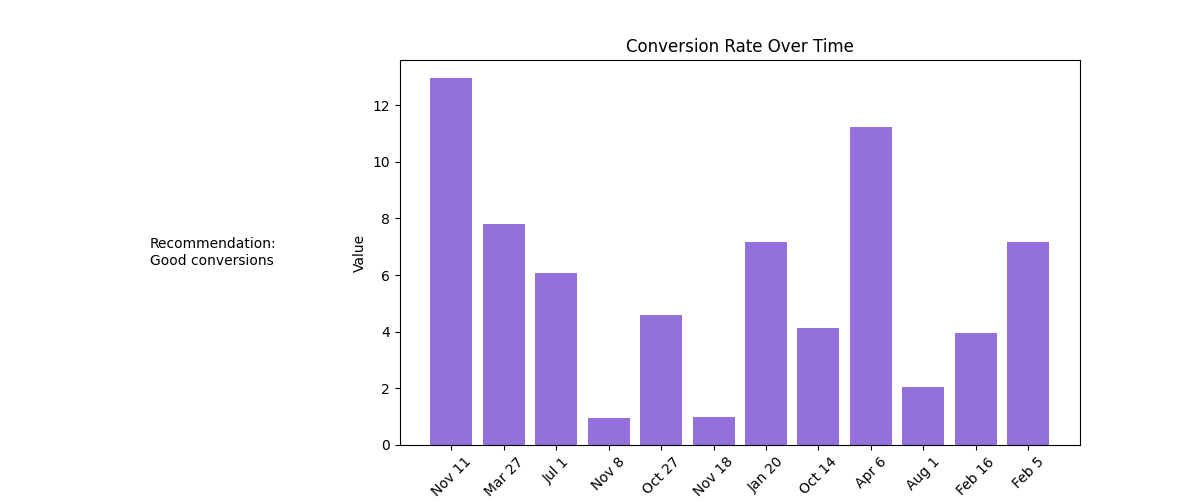 Conversion Rate Over Time
Recommendation:
Good conversions
Value
12
10
8
6
4
2
0
Nov 11
Mar 27
Jul 1
Nov 8
Oct 27
Nov 18
Jan 20
Oct 14
Apr 6
Aug 1
Feb 16
Feb 5